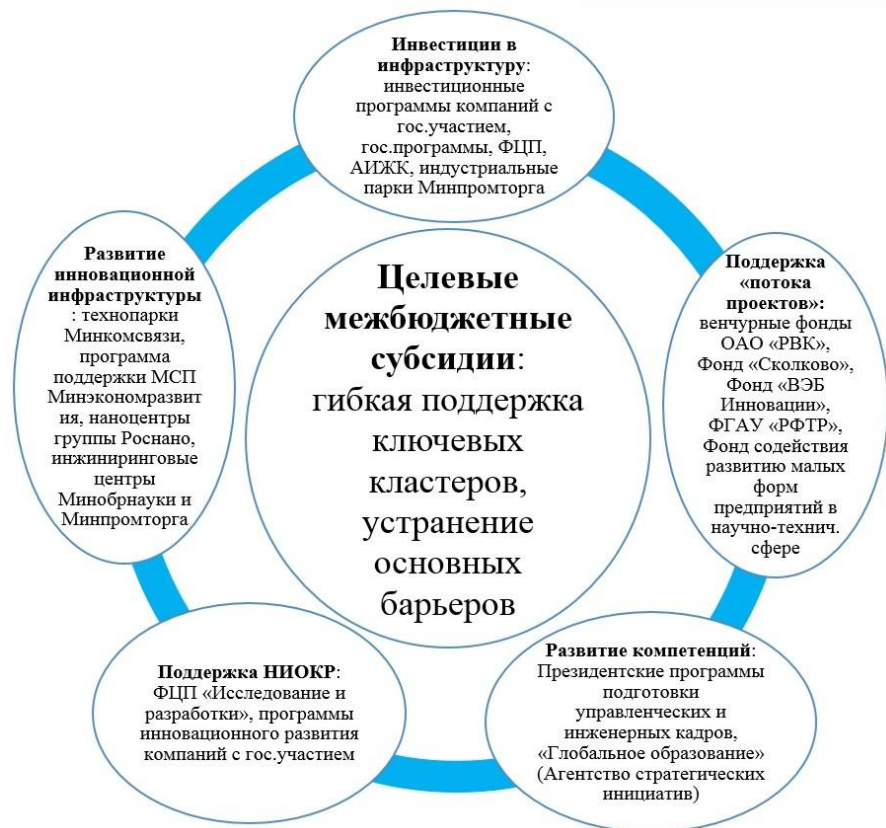 Инвестиции в
инфраструктуру:
инвестиционные
программы компаний с
гос.участием,
гос.программы, ФЦП,
АИЖК, индустриальные
парки Минпромторга
Поддержка
«потока
проектов»:
венчурные фонды
ОАО «РВК»,
Фонд «Сколково»,
Фонд «ВЭБ
Инновации»,
ФГАУ «РФТР»,
Фонд содействия
развитию малых
форм
предприятий в
научно-технич.
сфере
Развитие компетенций:
Президентские программы
подготовки
управленческих и
инженерных кадров,
«Глобальное образование»
(Агентство стратегических
инициатив)
Поддержка НИОКР:
ФЦП «Исследование и
разработки», программы
инновационного развития
компаний с гос.участием
Развитие
инновационной
инфраструктуры
: технопарки
Минкомсвязи,
программа
поддержки МСП
Минэкономразвит
ия, наноцентры
группы Роснано,
инжиниринговые
центры
Минобрнауки и
Минпромторга
Целевые
межбюджетные
субсидии:
гибкая поддержка
ключевых
кластеров,
устранение
основных
барьеров